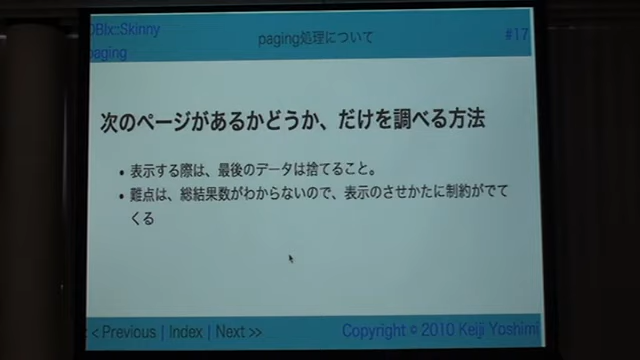 DBIx::Skinny
paging
paging処理について
#17
次のページがあるかどうか、だけを調べる方法
• 表示する際は、最後のデータは捨てること。
• 難点は、総結果数がわからないので、表示のさせかたに制約がでて
くる
< Previous | Index | Next >>
Copyright © 2010 Keiji Yoshimi